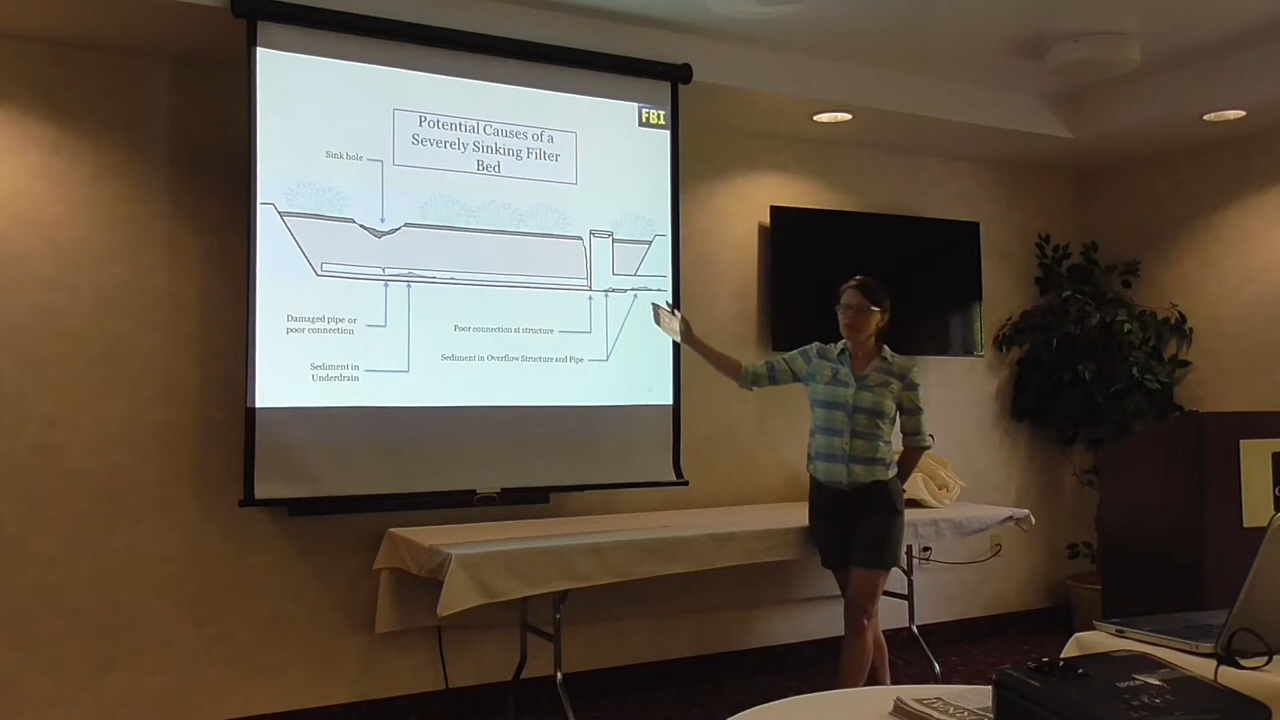 FBI
Potential Causes of a
Severely Sinking Filter
Bed
Sink hole
Damaged pipe or
poor connection
Poor connection at structure
Sediment in Overflow Structure and Pipe
Sediment in
Underdrain
EPSON